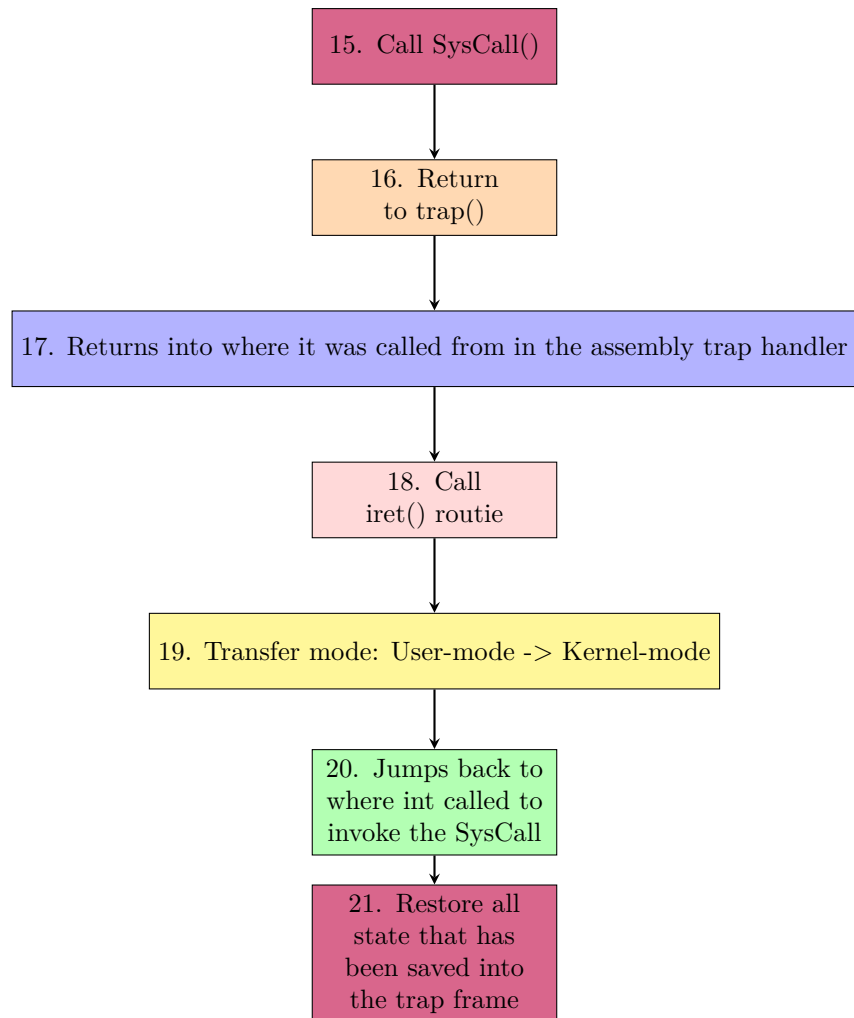 15. Call SysCall()
16. Return
to trap()
17. Returns into where it was called from in the assembly trap handler
18. Call
iret() routie
19. Transfer mode: User-mode -> Kernel-mode
20. Jumps back to
where int called to
invoke the SysCall
21. Restore all
state that has
been saved into
the trap frame